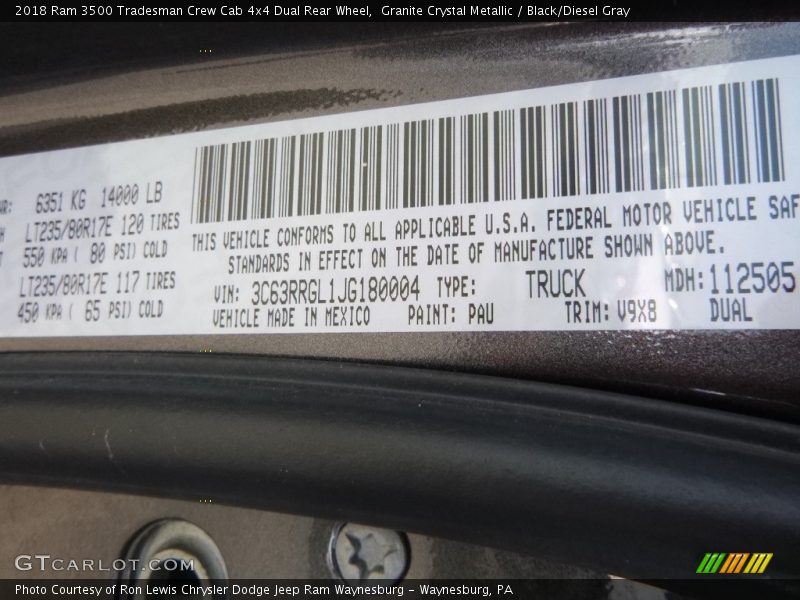 2018 Ram 3500 Tradesman Crew Cab 4x4 Dual Rear Wheel,  Granite Crystal Metallic / Black/Diesel Gray
6351 KG 14000 LB
LT235/80R17E 120 TIRES
550 KPA ( 80 PSI) COLD
LT235/80R17E 117 TIRES
450 KPA ( 65 PSI) COLD
THIS VEHICLE CONFORMS TO ALL APPLICABLE U.S.A. FEDERAL MOTOR VEHICLE SAF
STANDARDS IN EFFECT ON THE DATE OF MANUFACTURE SHOWN ABOVE.
VIN: 3C63RRGL1JG180004 TYPE: TRUCK MDH: 112505
VEHICLE MADE IN MEXICO PAINT: PAU TRIM: V9X8 DUAL
GTCARLOT.COM
Photo Courtesy of Ron Lewis Chrysler Dodge Jeep Ram Waynesburg - Waynesburg, PA